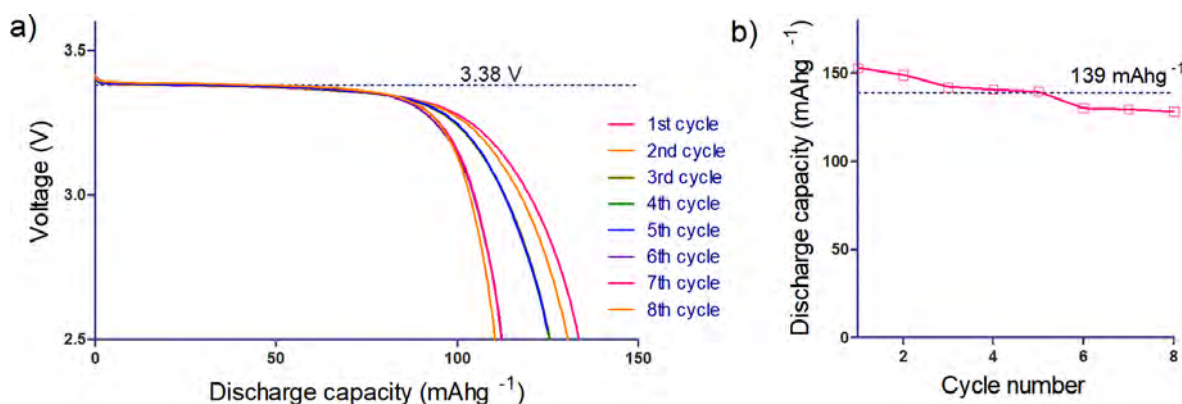 a)
3.5
3.0
2.5
Voltage (V)
0
50
100
150
Discharge capacity (mAhg -1)
3.38 V
1st cycle
2nd cycle
3rd cycle
4th cycle
5th cycle
6th cycle
7th cycle
8th cycle
b)
150
100
50
0
Discharge capacity (mAhg -1)
2
4
6
8
Cycle number
139 mAhg-1